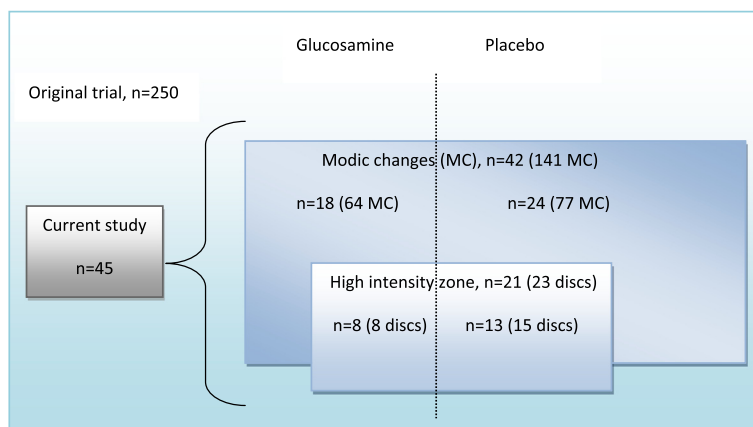 Glucosamine Placebo
Original trial, n=250
Modic changes (MC), n=42 (141 MC)
n=18 (64 MC) n=24 (77 MC)
Current study
n=45
High intensity zone, n=21 (23 discs)
n=8 (8 discs) n=13 (15 discs)